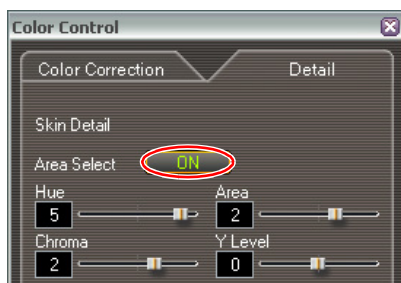 Color Control
Color Correction Detail
Skin Detail
Area Select ON
Hue Area
5 2
Chroma Y Level
2 0